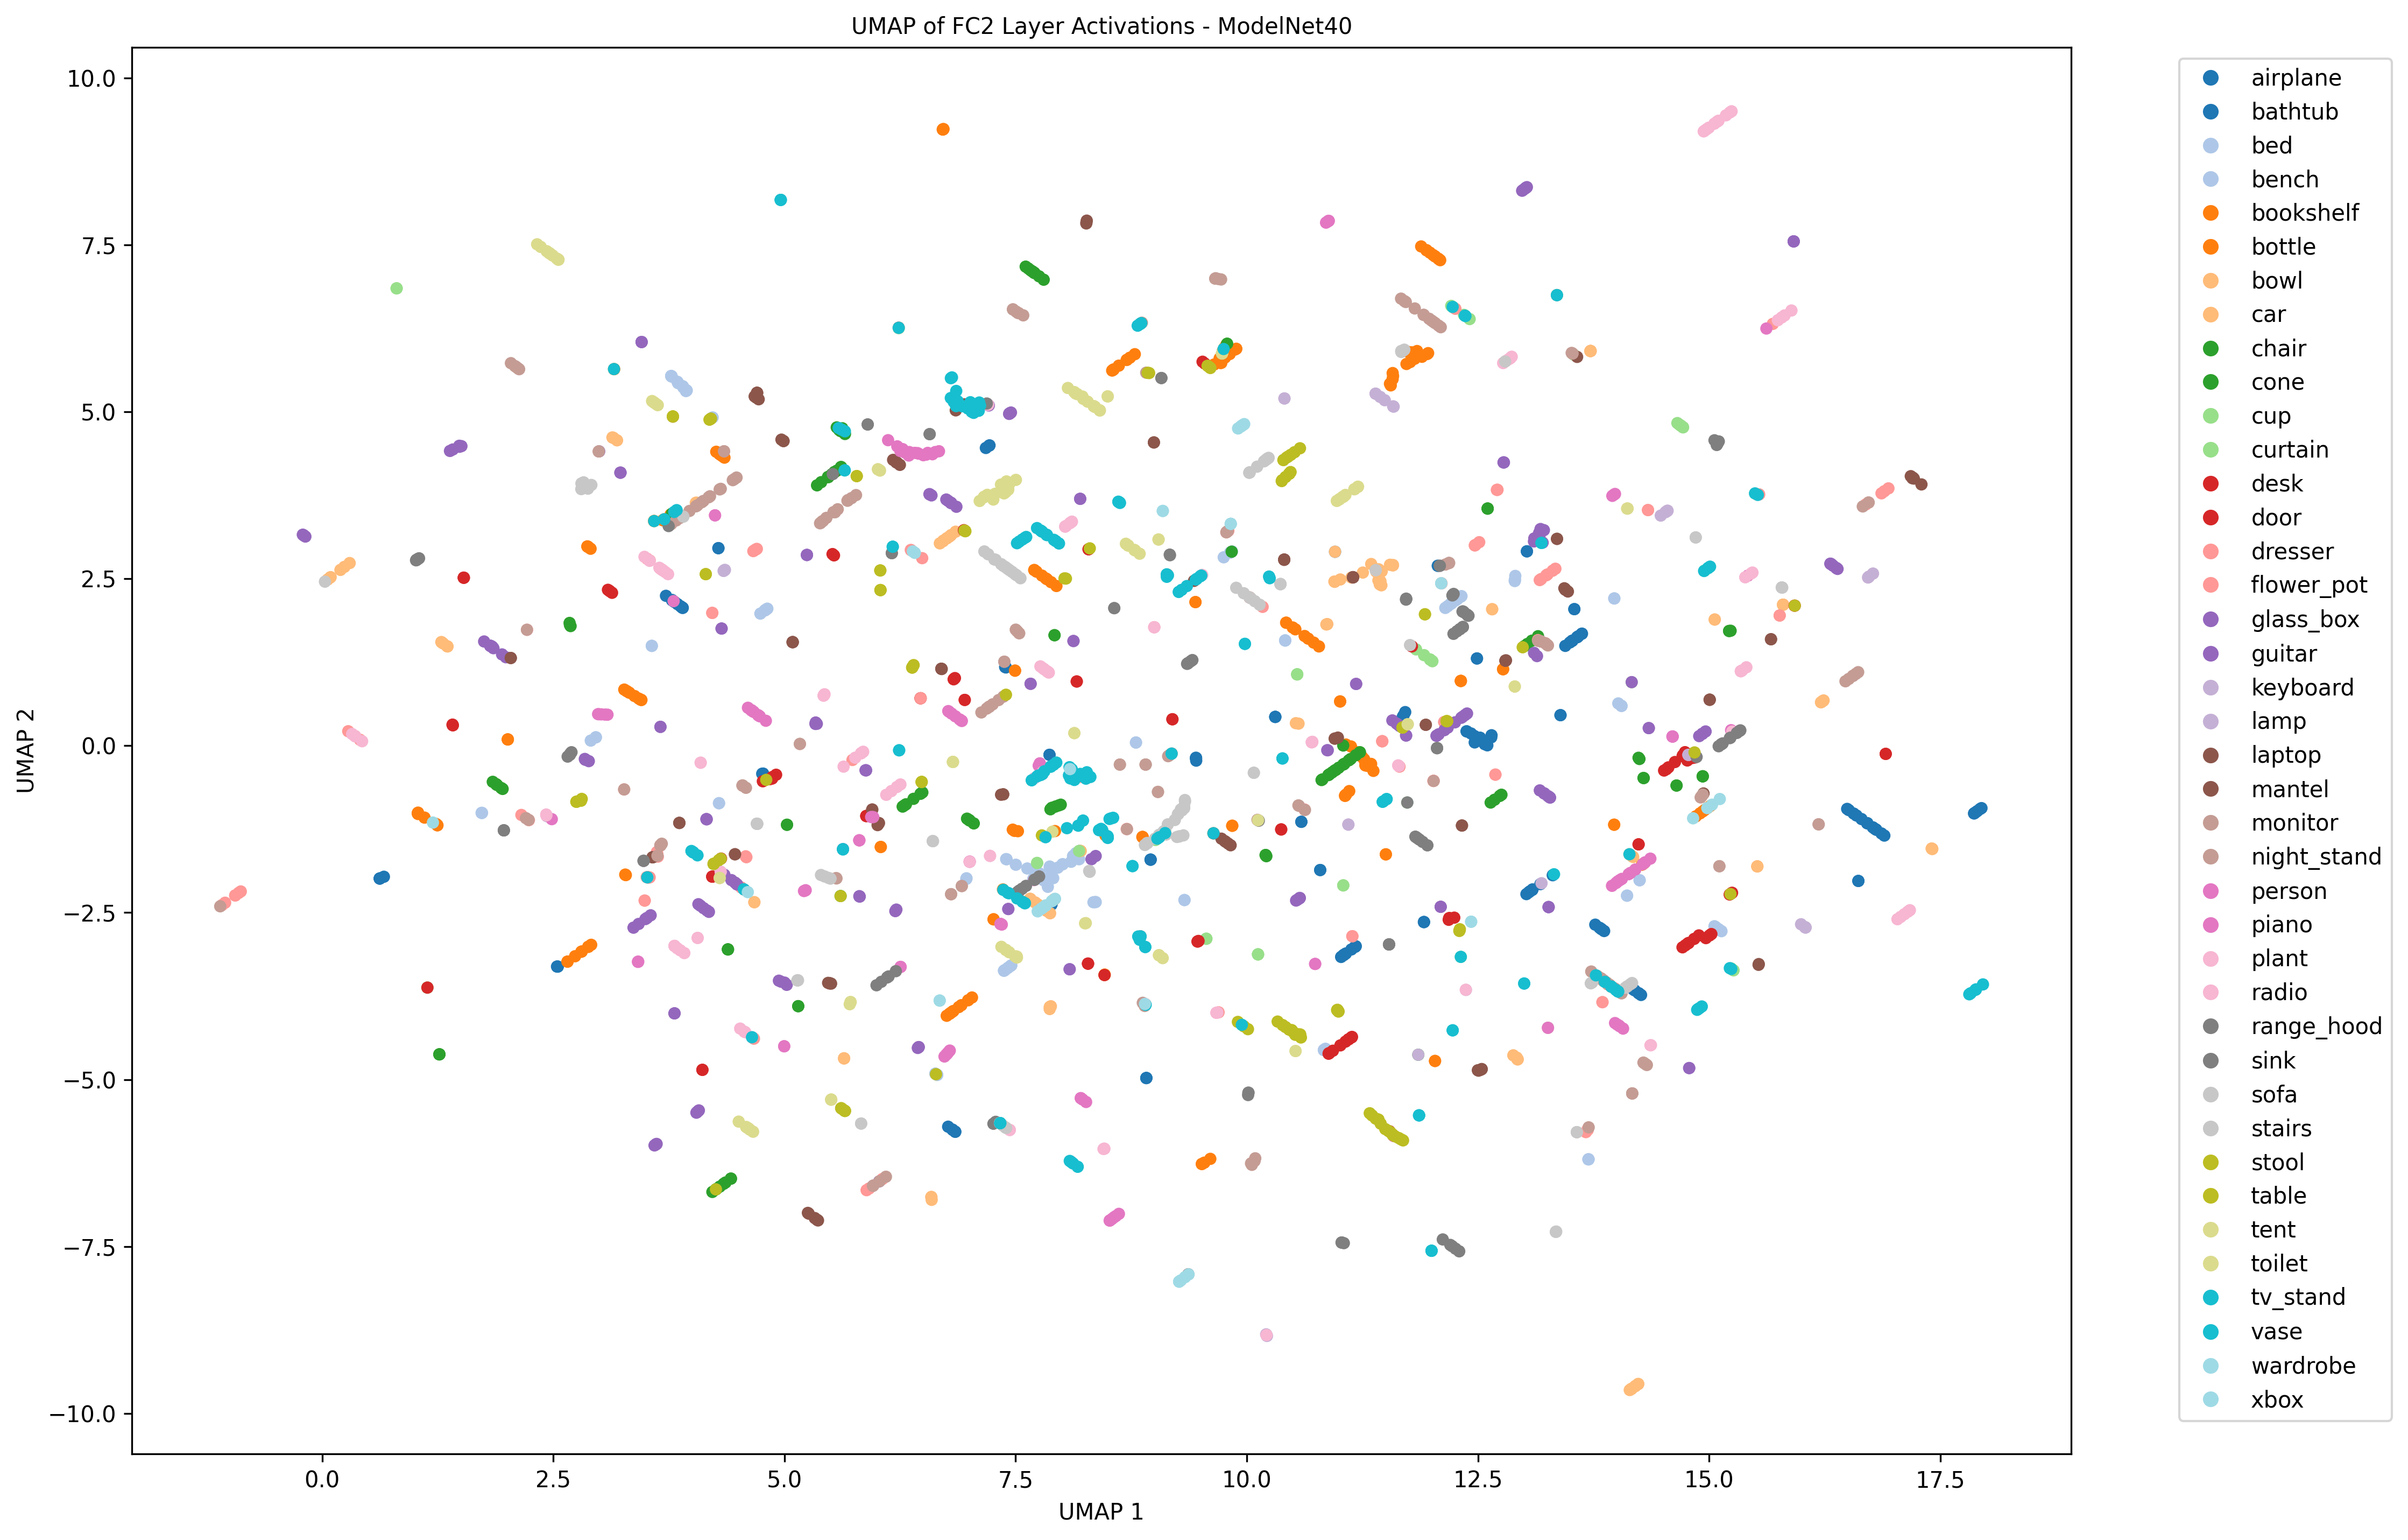 UMAP of FC2 Layer Activations - ModelNet40
10.0
7.5
5.0
2.5
0.0
−2.5
−5.0
−7.5
−10.0
UMAP 2
0.0
2.5
5.0
7.5
10.0
12.5
15.0
17.5
UMAP 1
airplane
bathtub
bed
bench
bookshelf
bottle
bowl
car
chair
cone
cup
curtain
desk
door
dresser
flower_pot
glass_box
guitar
keyboard
lamp
laptop
mantel
monitor
night_stand
person
piano
plant
radio
range_hood
sink
sofa
stairs
stool
table
tent
toilet
tv_stand
vase
wardrobe
xbox